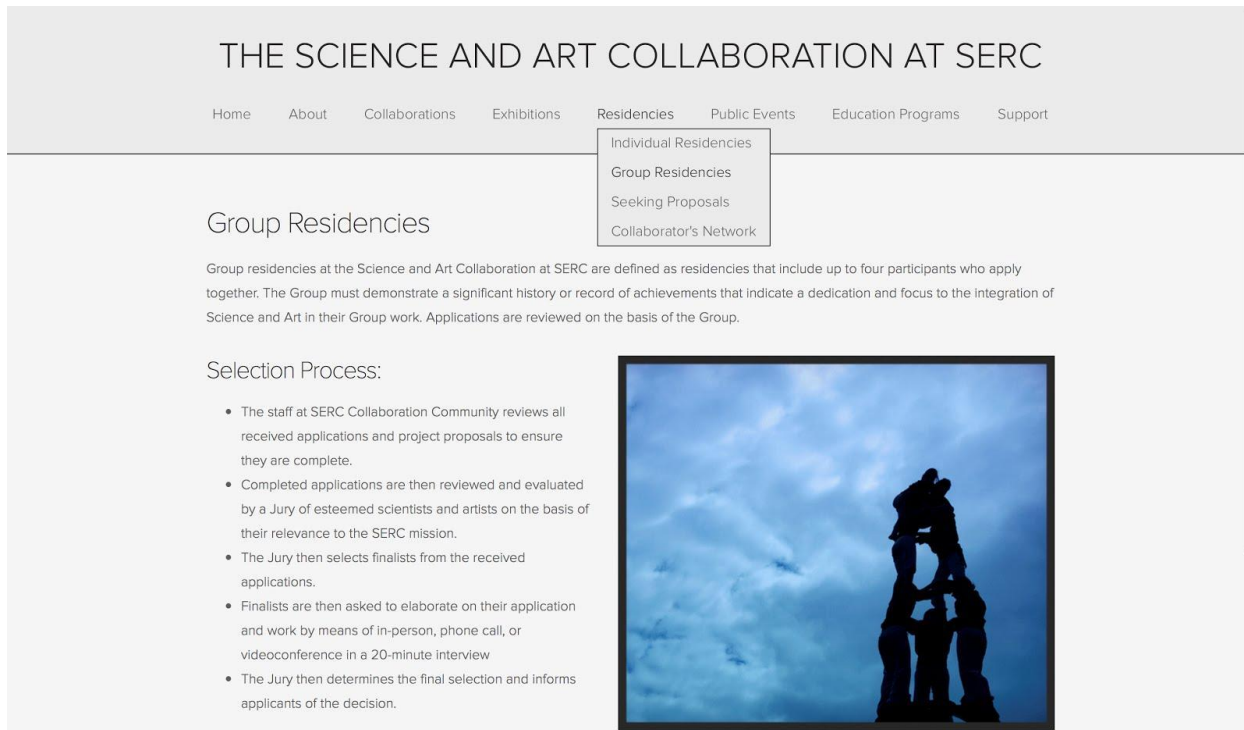 THE SCIENCE AND ART COLLABORATION AT SERC
Home About Collaborations Exhibitions Residencies Public Events Education Programs Support
Individual Residencies
Group Residencies
Seeking Proposals
Collaborator's Network
Group Residencies
Group residencies at the Science and Art Collaboration at SERC are defined as residencies that include up to four participants who apply
together. The Group must demonstrate a significant history or record of achievements that indicate a dedication and focus to the integration of
Science and Art in their Group work. Applications are reviewed on the basis of the Group.
Selection Process:
• The staff at SERC Collaboration Community reviews all
received applications and project proposals to ensure
they are complete.
• Completed applications are then reviewed and evaluated
by a Jury of esteemed scientists and artists on the basis of
their relevance to the SERC mission.
• The Jury then selects finalists from the received
applications.
• Finalists are then asked to elaborate on their application
and work by means of in-person, phone call, or
videoconference in a 20-minute interview
• The Jury then determines the final selection and informs
applicants of the decision.